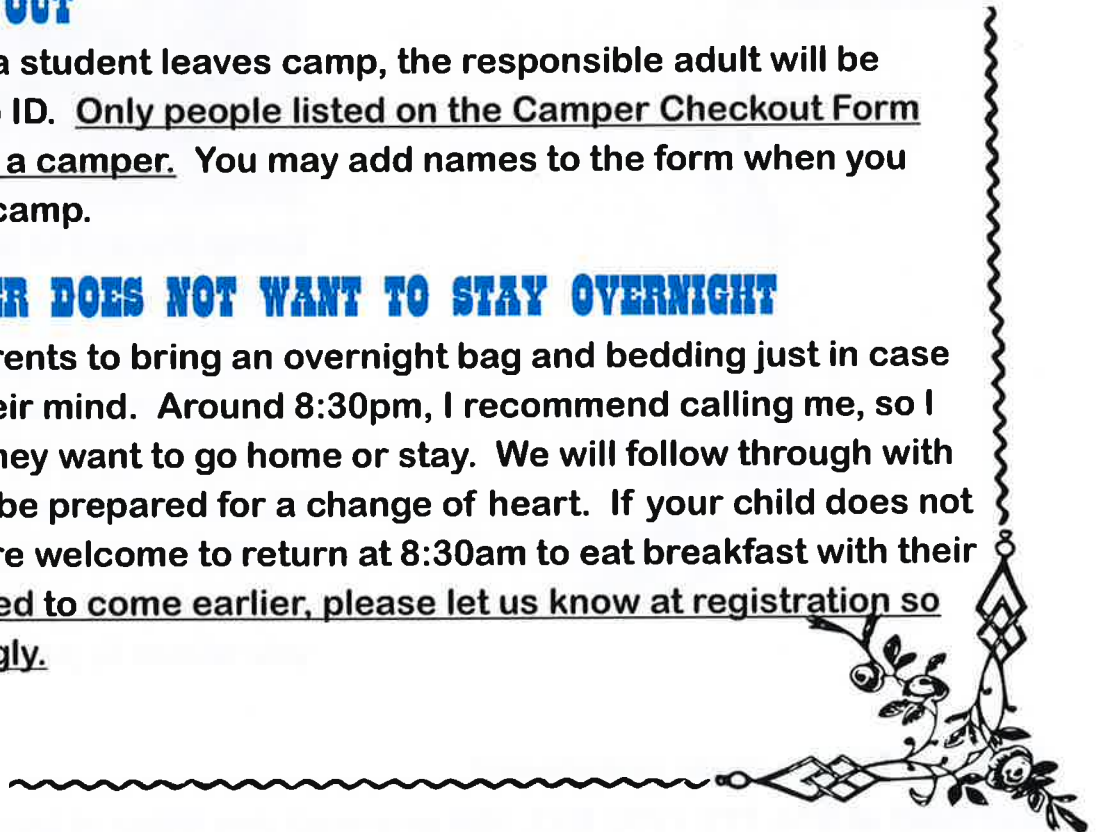 OUT
a student leaves camp, the responsible adult will be
ID. Only people listed on the Camper Checkout Form
a camper. You may add names to the form when you
camp.
ER DOES NOT WANT TO STAY OVERNIGHT
rents to bring an overnight bag and bedding just in case
eir mind. Around 8:30pm, I recommend calling me, so I
hey want to go home or stay. We will follow through with
be prepared for a change of heart. If your child does not
re welcome to return at 8:30am to eat breakfast with their
ed to come earlier, please let us know at registration so
gly.